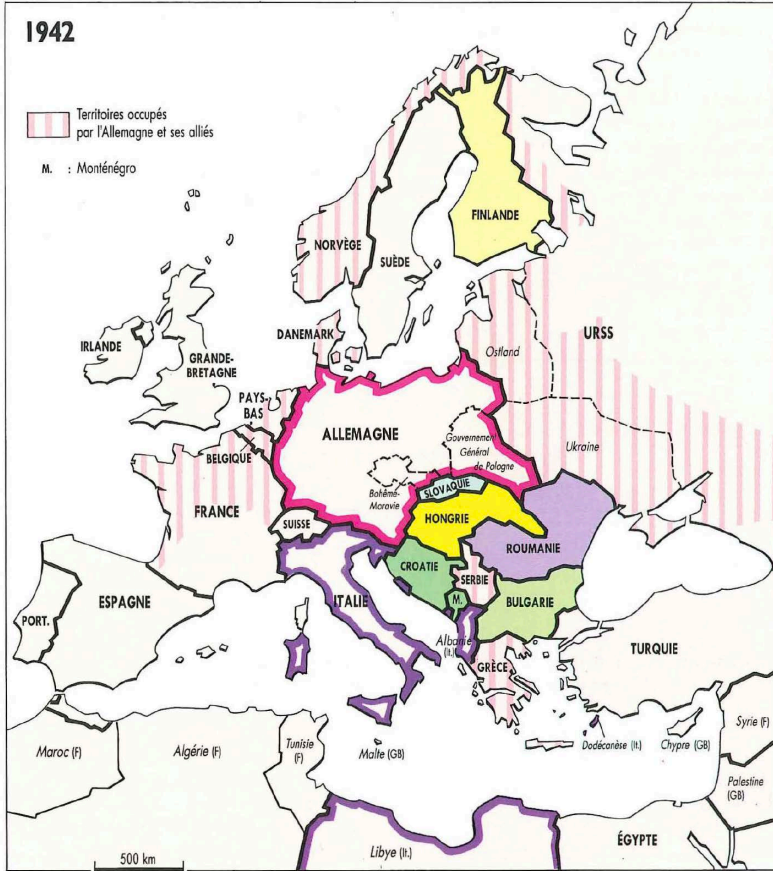 1942
Territoires occupés
par l'Allemagne et ses alliés
M. : Monténégro
FINLANDE
NORVÈGE
SUÈDE
IRLANDE
GRANDE-
BRETAGNE
DANEMARK
Ostland
URSS
PAYS-
BAS
ALLEMAGNE
BELGIQUE
Gouvernement
Général
de Pologne
Ukraine
Bohême-
Moravie
SLOVAQUIE
FRANCE
SUISSE
HONGRIE
ROUMANIE
CROATIE
SERBIE
ESPAGNE
PORT.
ITALIE
M.
BULGARIE
Albanie
(It.)
GRÈCE
TURQUIE
Maroc (F)
Algérie (F)
Tunisie
(F)
Malte (GB)
Dodécanèse (It.)
Chypre (GB)
Syrie (F)
Palestine
(GB)
Libye (It.)
ÉGYPTE
500 km